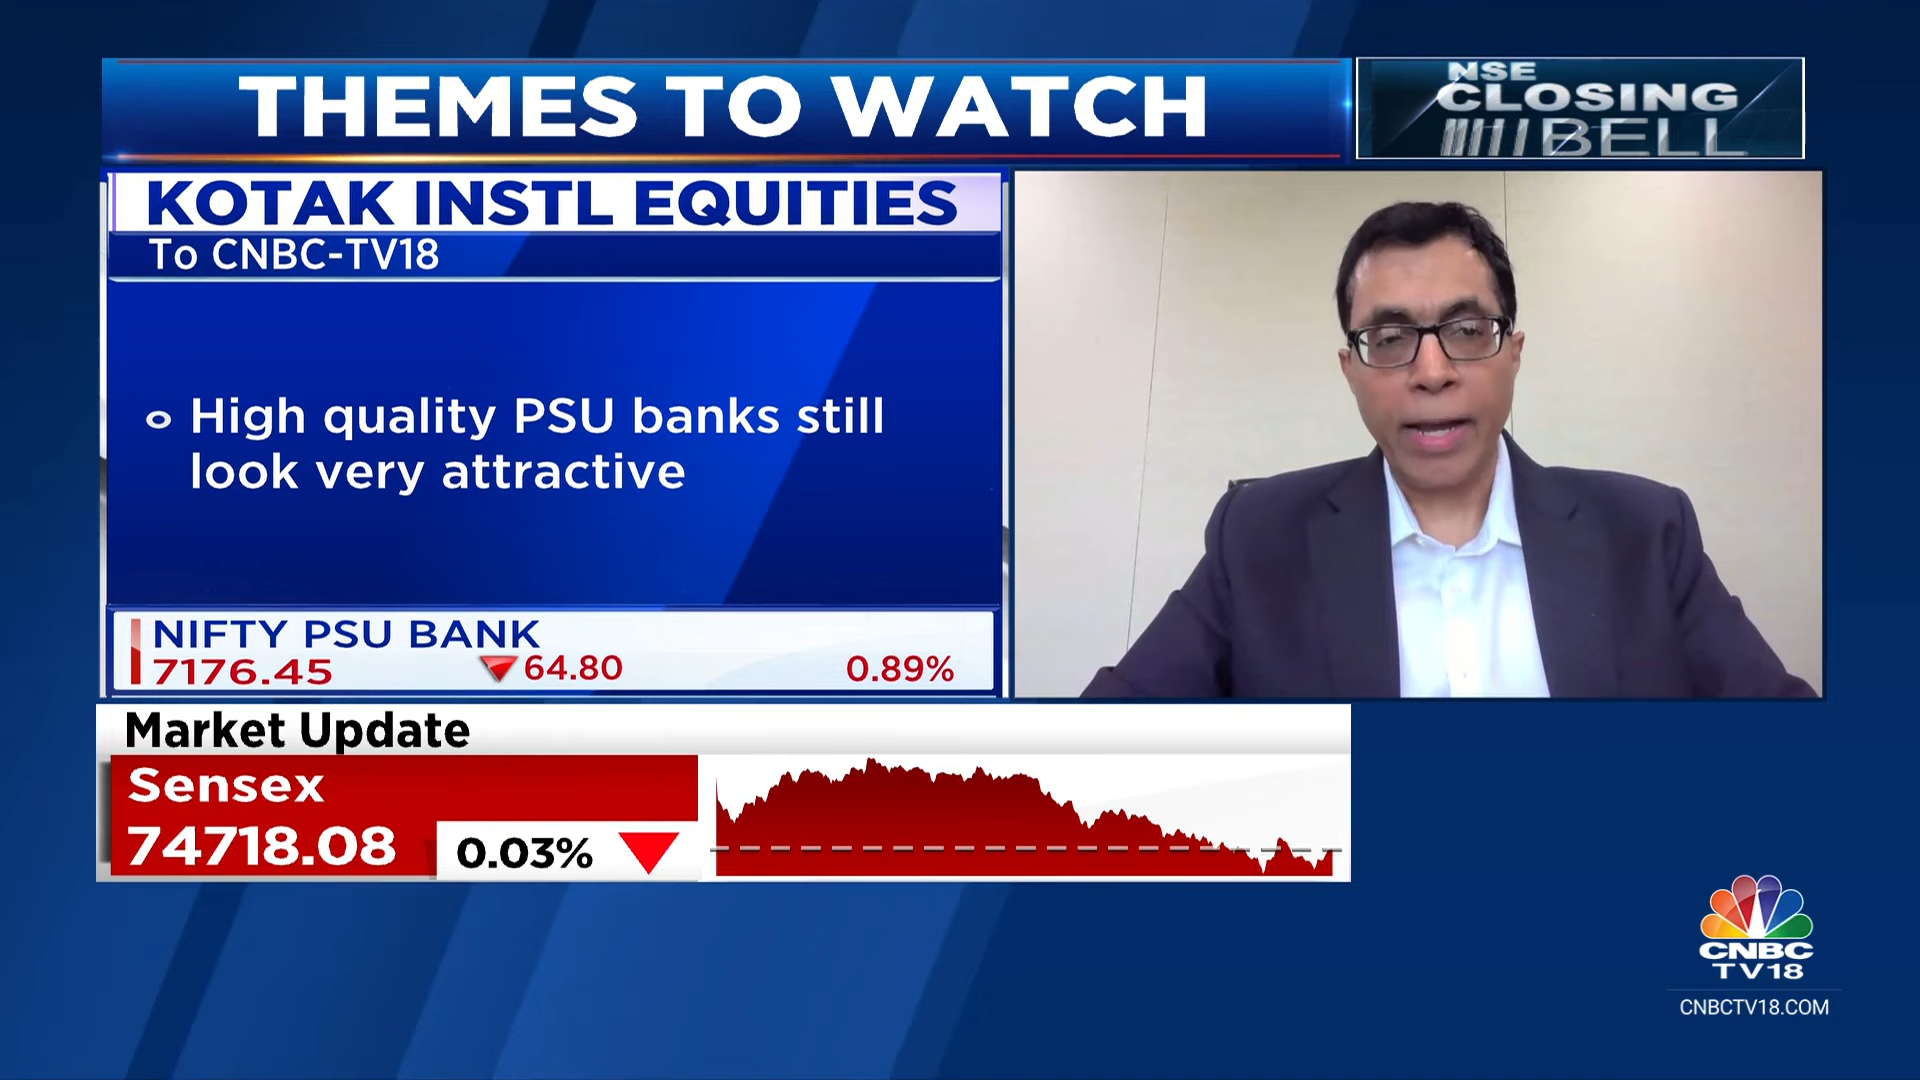 THEMES TO WATCH
NSE
CLOSING
BELL
KOTAK INSTL EQUITIES
To CNBC-TV18
High quality PSU banks still
look very attractive
NIFTY PSU BANK
7176.45 64.80 0.89%
Market Update
Sensex
74718.08 0.03%
CNBC
TV18
CNBCTV18.COM